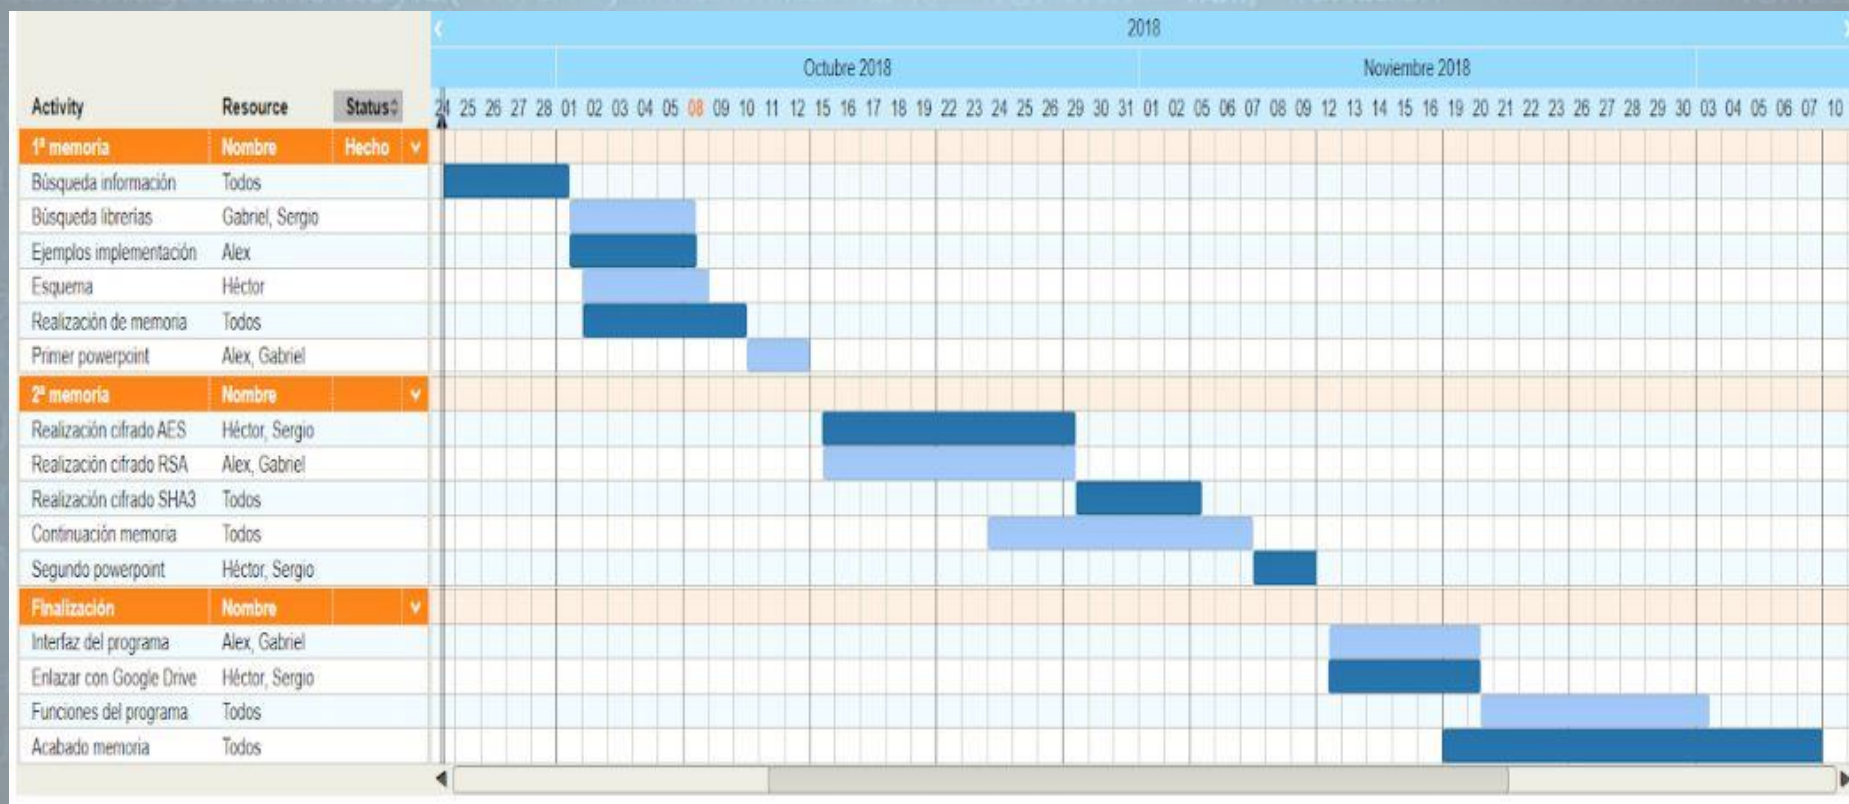 2018
Octubre 2018 Noviembre 2018
Activity Resource Status 24 25 26 27 28 01 02 03 04 05 08 09 10 11 12 15 16 17 18 19 22 23 24 25 26 29 30 31 01 02 05 06 07 08 09 12 13 14 15 16 19 20 21 22 23 26 27 28 29 30 03 04 05 06 07 10
1ª memoria Nombre Hecho
Búsqueda información Todos
Búsqueda librerías Gabriel, Sergio
Ejemplos implementación Alex
Esquema Héctor
Realización de memoria Todos
Primer powerpoint Alex, Gabriel
2ª memoria Nombre
Realización cifrado AES Héctor, Sergio
Realización cifrado RSA Alex, Gabriel
Realización cifrado SHA3 Todos
Continuación memoria Todos
Segundo powerpoint Héctor, Sergio
Finalización Nombre
Interfaz del programa Alex, Gabriel
Enlazar con Google Drive Héctor, Sergio
Funciones del programa Todos
Acabado memoria Todos